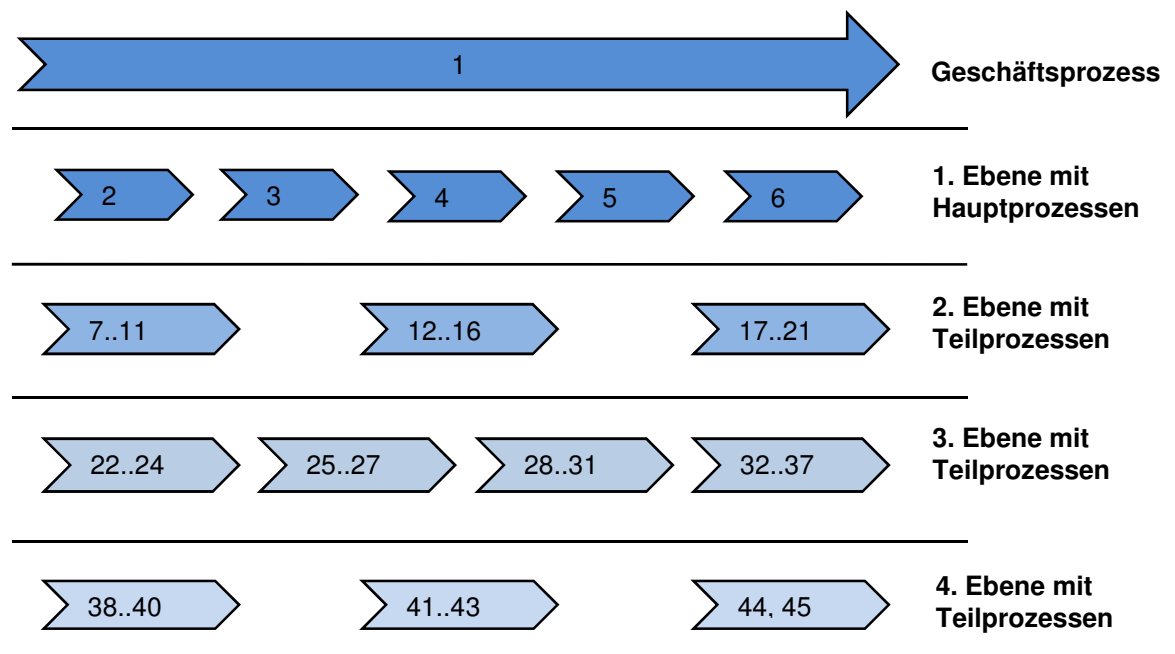 1
Geschäftsprozess
2 3 4 5 6
1. Ebene mit
Hauptprozessen
7..11 12..16 17..21
2. Ebene mit
Teilprozessen
22..24 25..27 28..31 32..37
3. Ebene mit
Teilprozessen
38..40 41..43 44, 45
4. Ebene mit
Teilprozessen